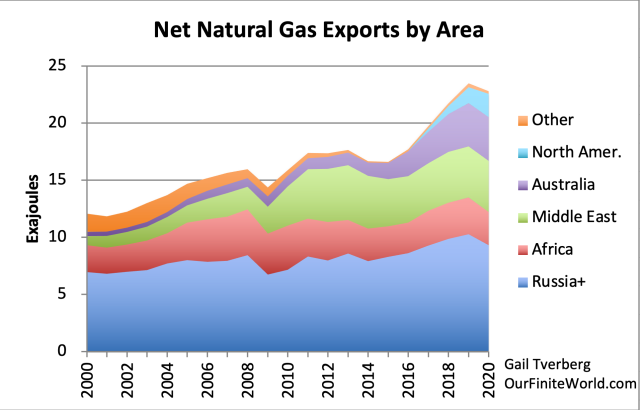 Net Natural Gas Exports by Area
25
20
15
10
5
0
Exajoules
2000
2002
2004
2006
2008
2010
2012
2014
2016
2018
2020
Other
North Amer.
Australia
Middle East
Africa
Russia+
Gail Tverberg
OurFiniteWorld.com